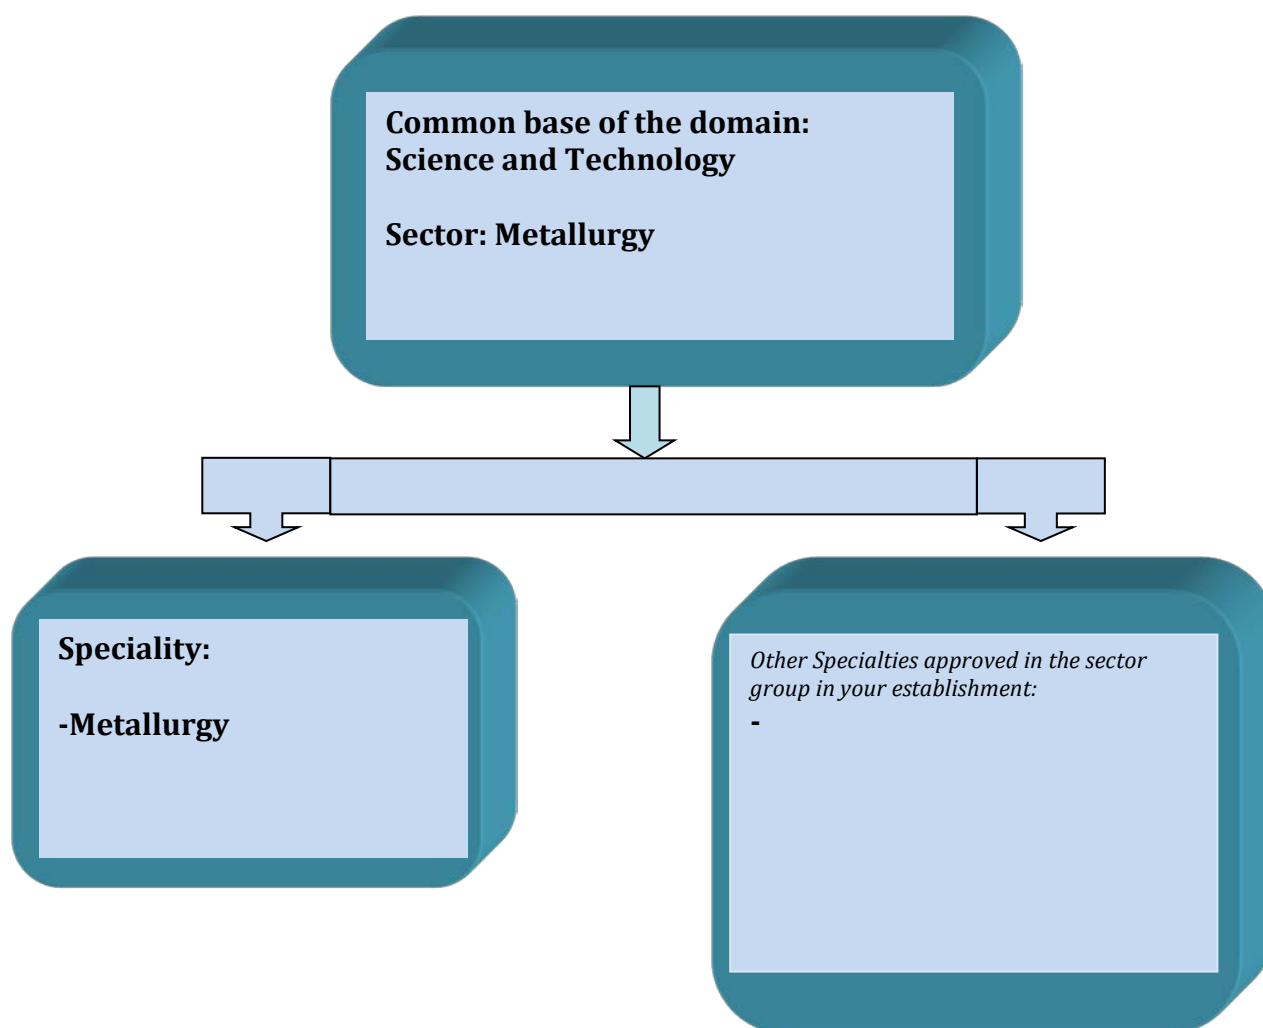 Common base of the domain:
Science and Technology
Sector: Metallurgy
Speciality:
-Metallurgy
Other Specialties approved in the sector
group in your establishment:
-